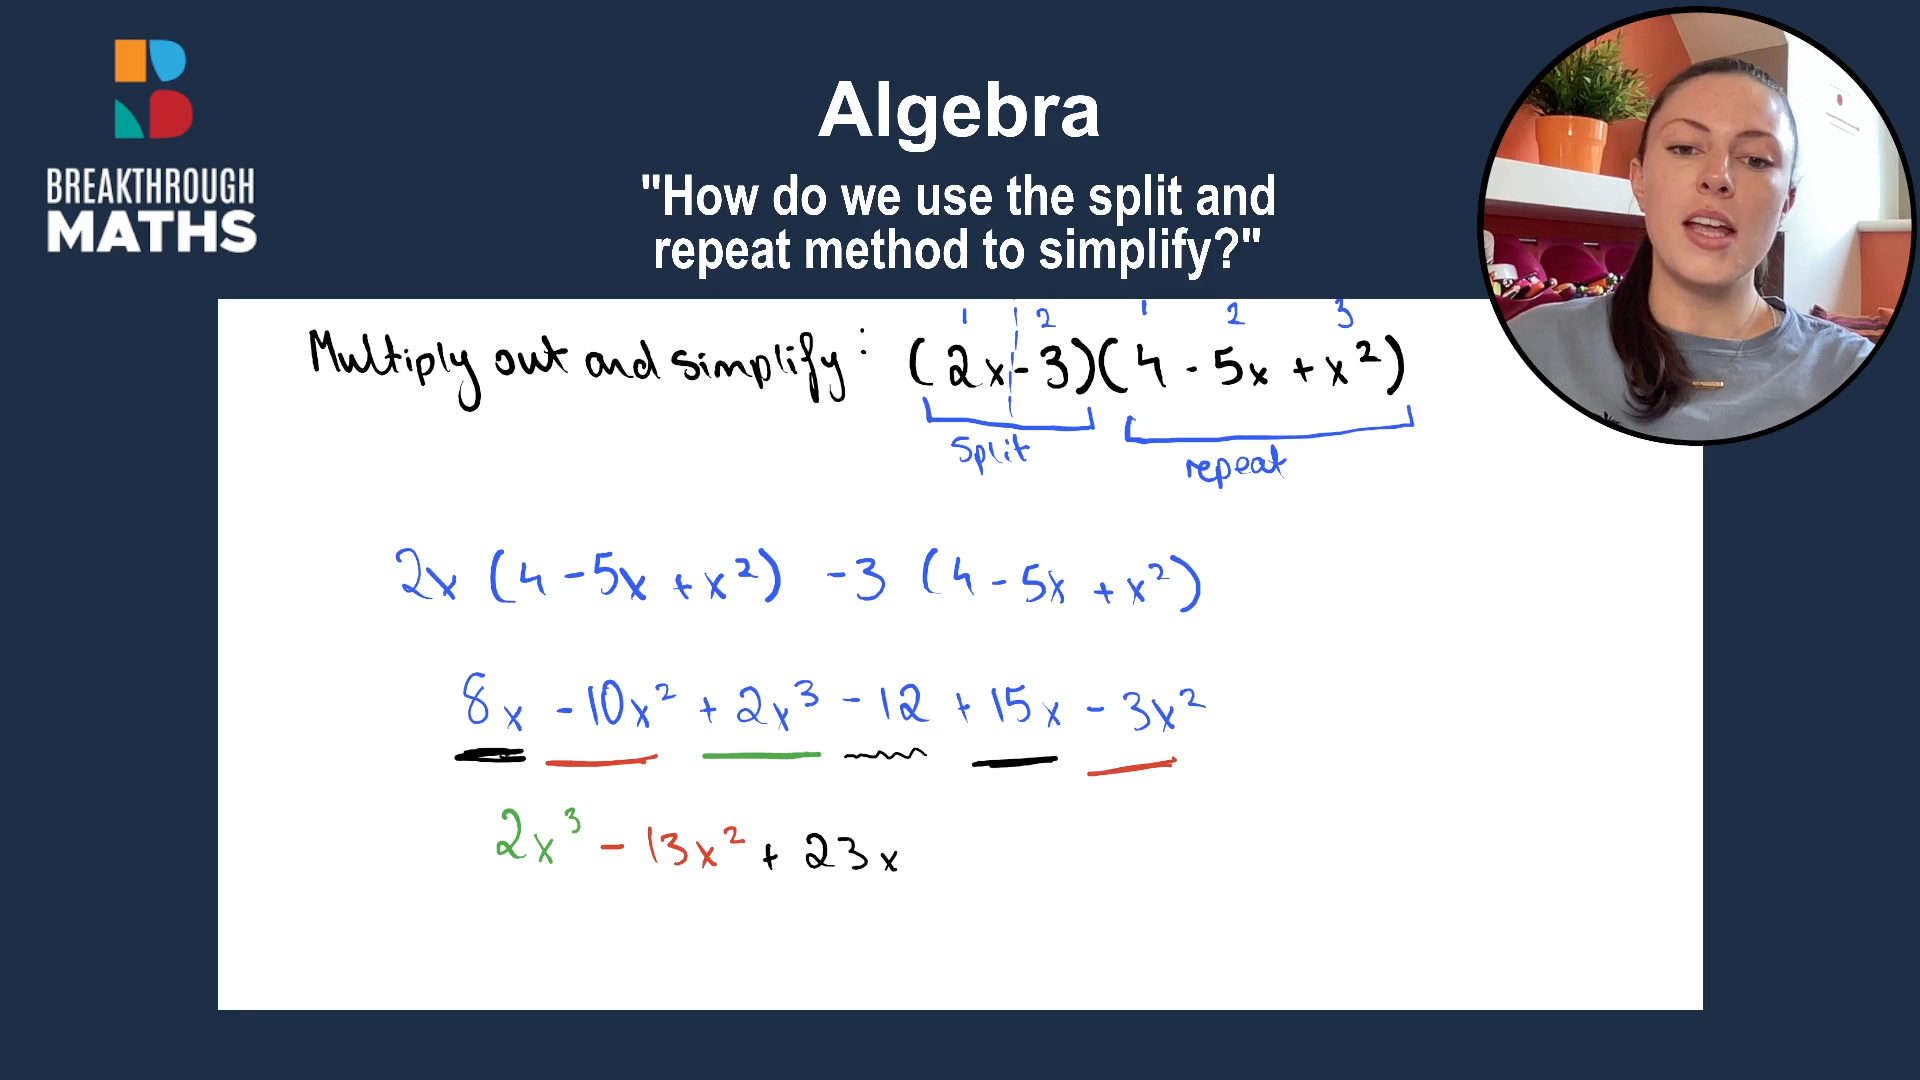 BREAKTHROUGH
MATHS
Algebra
"How do we use the split and
repeat method to simplify?"
1 2 1 2 3
Multiply out and simplify: (2x - 3)(4 - 5x + x²)
Split repeat
2x (4 - 5x + x²) - 3 (4 - 5x + x²)
8x - 10x² + 2x³ - 12 + 15x - 3x²
2x³ - 13x² + 23x